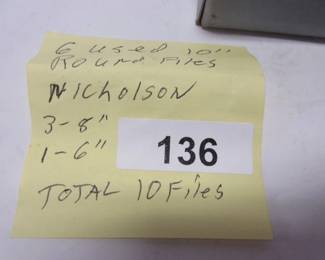 6 used 10"
Round Files
Nicholson
3-8"
1-6"
136
TOTAL 10 Files